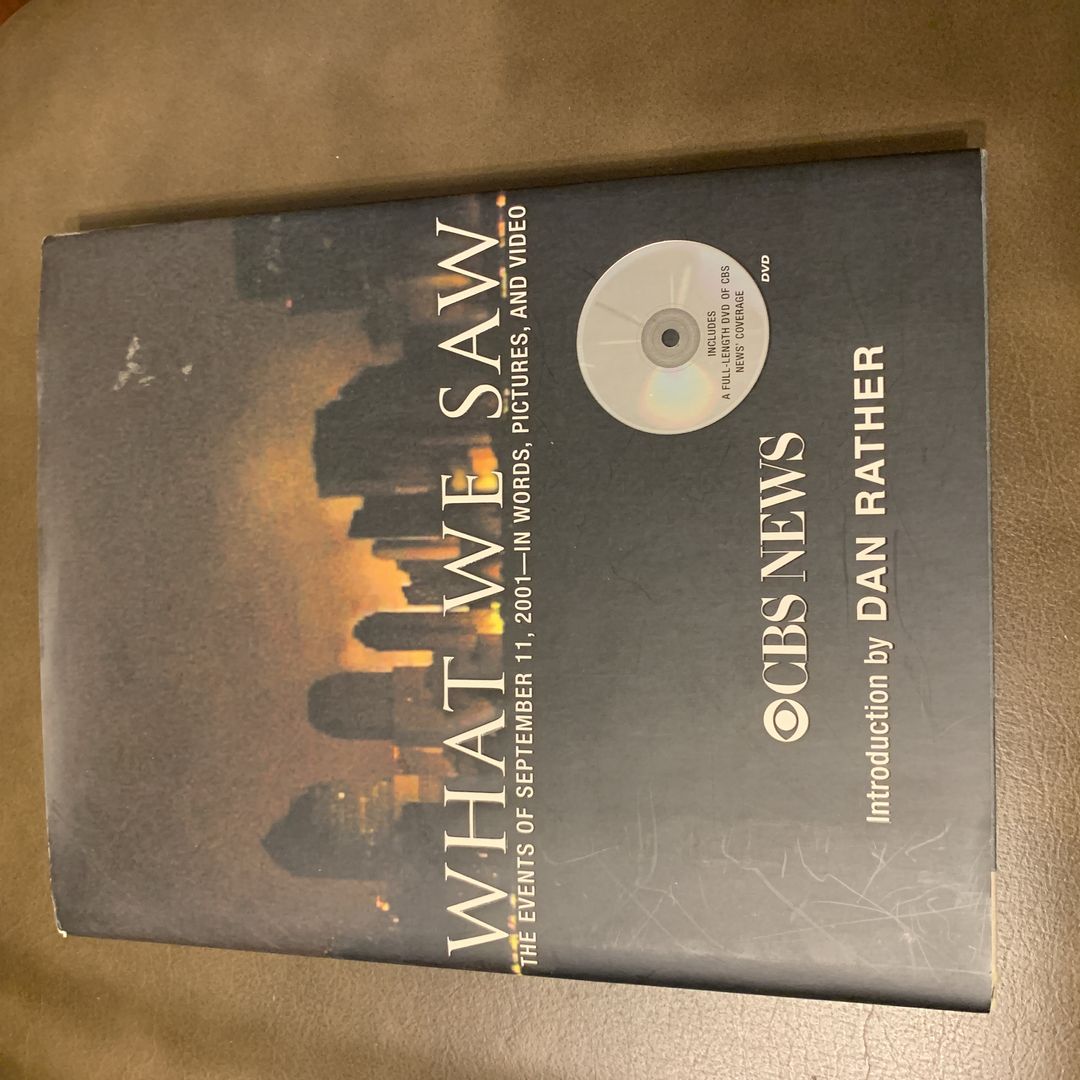 WHAT WE SAW
THE EVENTS OF SEPTEMBER 11, 2001—IN WORDS, PICTURES, AND VIDEO
INCLUDES
A FULL-LENGTH DVD OF CBS
NEWS' COVERAGE
DVD
CBS NEWS
Introduction by DAN RATHER